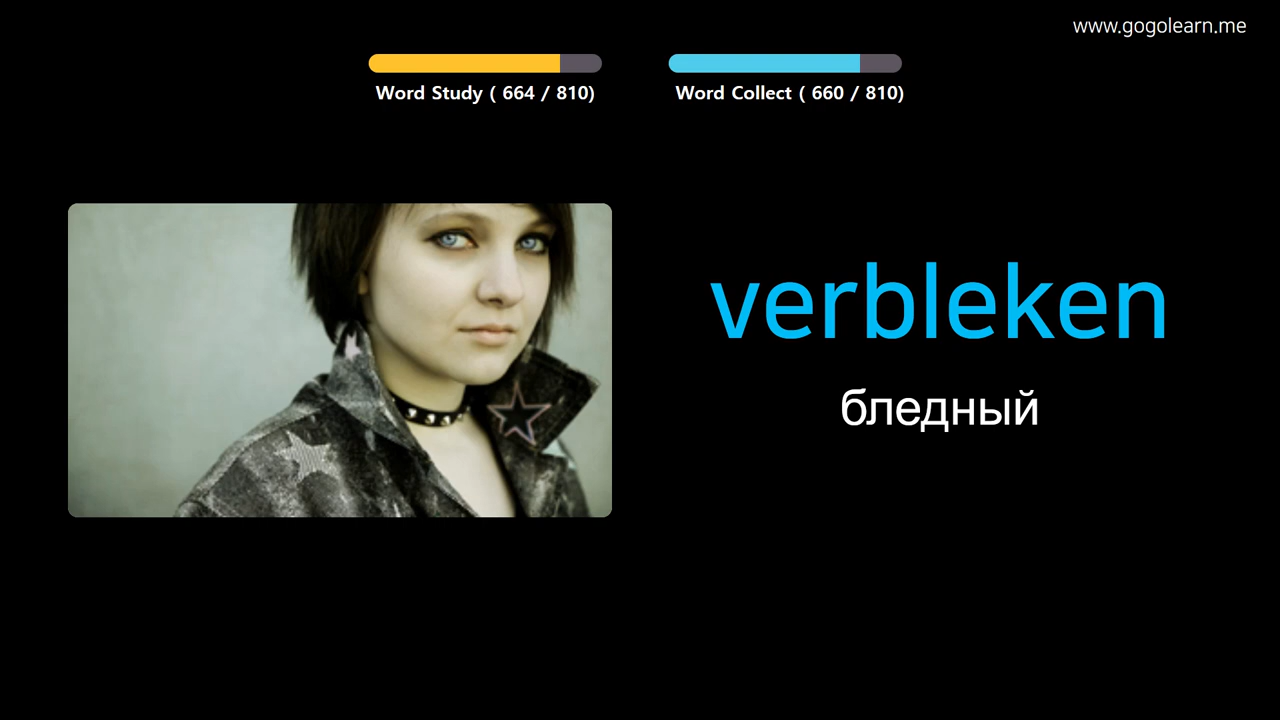 www.gogolearn.me
Word Study ( 664 / 810)
Word Collect ( 660 / 810)
verbleken
бледный